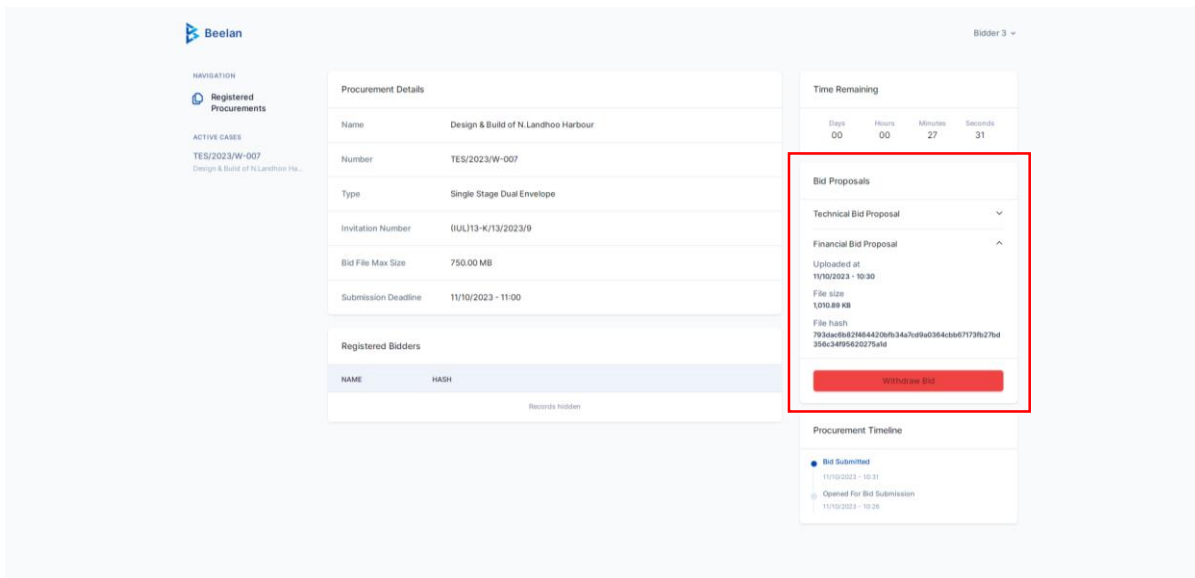 Beelan
Bidder 3
NAVIGATION
Registered
Procurements
ACTIVE CASES
TES/2023/W-007
Design & Build of N.Landhoo Ha...
Procurement Details
Name Design & Build of N.Landhoo Harbour
Number TES/2023/W-007
Type Single Stage Dual Envelope
Invitation Number (IUL)13-K/13/2023/9
Bid File Max Size 750.00 MB
Submission Deadline 11/10/2023 - 11:00
Registered Bidders
NAME HASH
Records hidden
Time Remaining
Days Hours Minutes Seconds
00 00 27 31
Bid Proposals
Technical Bid Proposal
Financial Bid Proposal
Uploaded at
11/10/2023 - 10:30
File size
1,010.89 KB
File hash
793dac6b82f464420bfb34a7cd9a0364cbb67173fb27bd
356c34f95620275a1d
Withdraw Bid
Procurement Timeline
Bid Submitted
11/10/2023 - 10:31
Opened For Bid Submission
11/10/2023 - 10:26